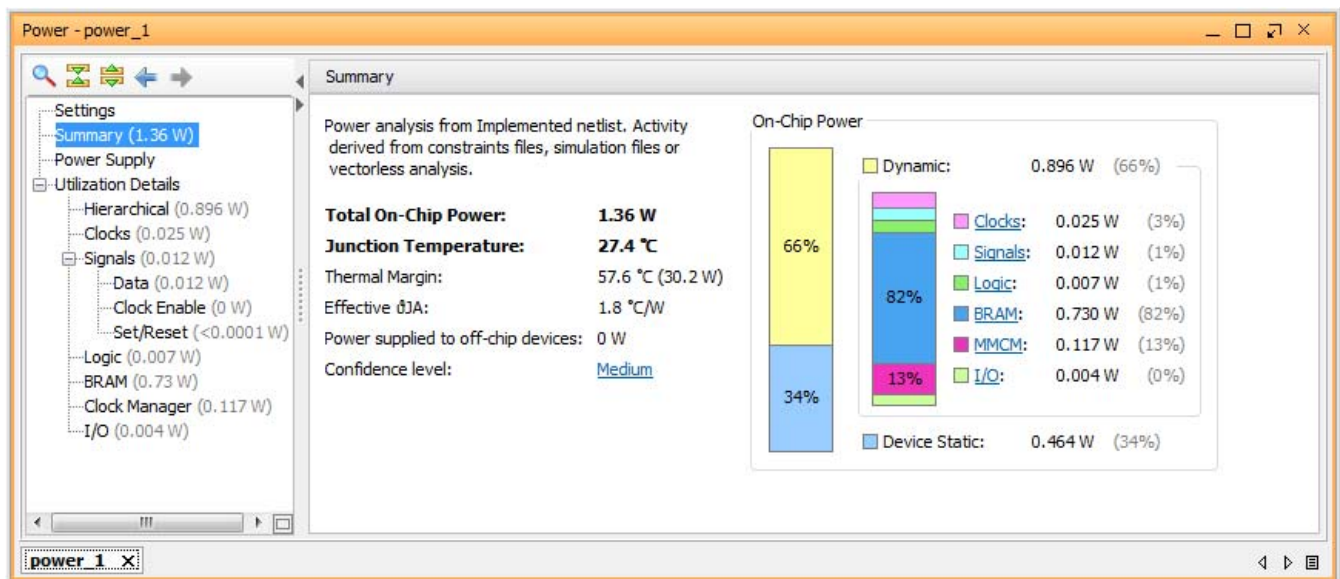 Power - power_1
Summary
Settings
Summary (1.36 W)
Power Supply
Utilization Details
Hierarchical (0.896 W)
Clocks (0.025 W)
Signals (0.012 W)
Data (0.012 W)
Clock Enable (0 W)
Set/Reset (<0.0001 W)
Logic (0.007 W)
BRAM (0.73 W)
Clock Manager (0.117 W)
I/O (0.004 W)
Power analysis from Implemented netlist. Activity
derived from constraints files, simulation files or
vectorless analysis.
Total On-Chip Power: 1.36 W
Junction Temperature: 27.4 °C
Thermal Margin: 57.6 °C (30.2 W)
Effective ϑJA: 1.8 °C/W
Power supplied to off-chip devices: 0 W
Confidence level: Medium
On-Chip Power
66%
34%
Dynamic: 0.896 W (66%)
82%
13%
Clocks: 0.025 W (3%)
Signals: 0.012 W (1%)
Logic: 0.007 W (1%)
BRAM: 0.730 W (82%)
MMCM: 0.117 W (13%)
I/O: 0.004 W (0%)
Device Static: 0.464 W (34%)
power_1